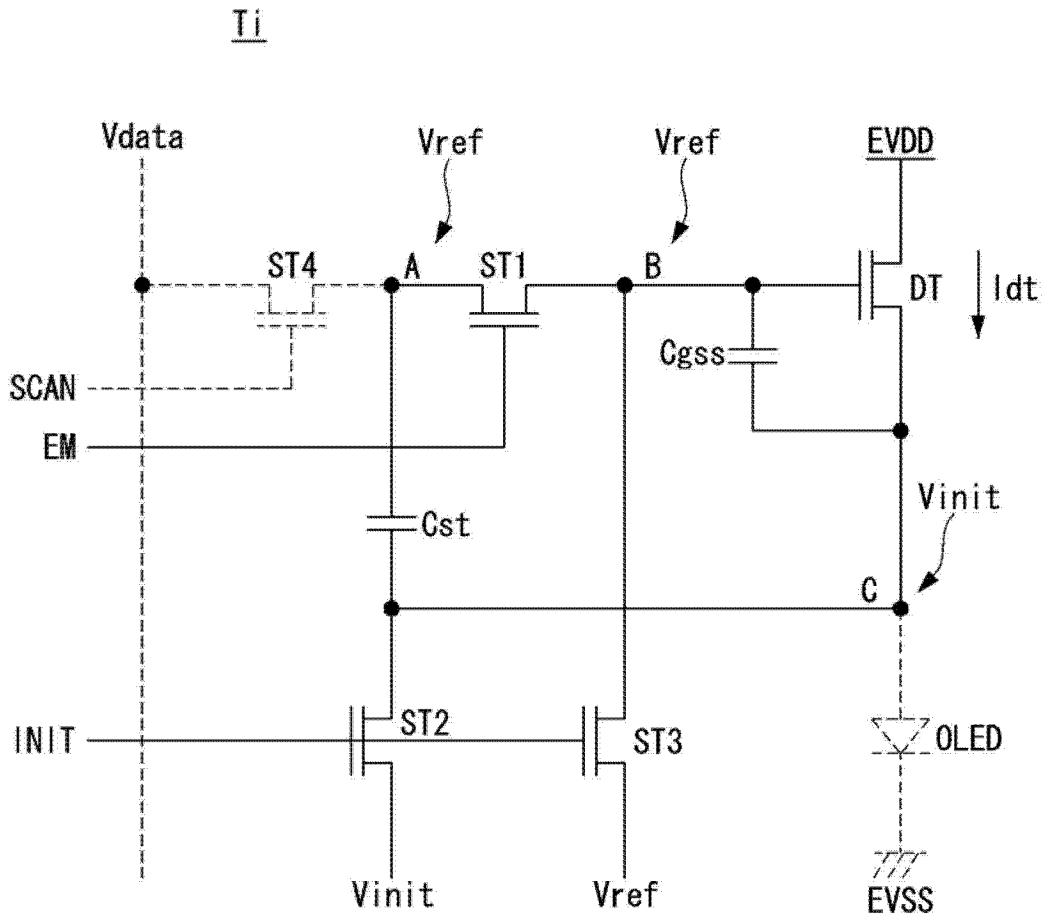 Ti
Vdata
Vref
Vref
EVDD
ST4
A
ST1
B
DT
Idt
Cgss
SCAN
EM
Vinit
Cst
C
INIT
ST2
ST3
OLED
Vinit
Vref
EVSS